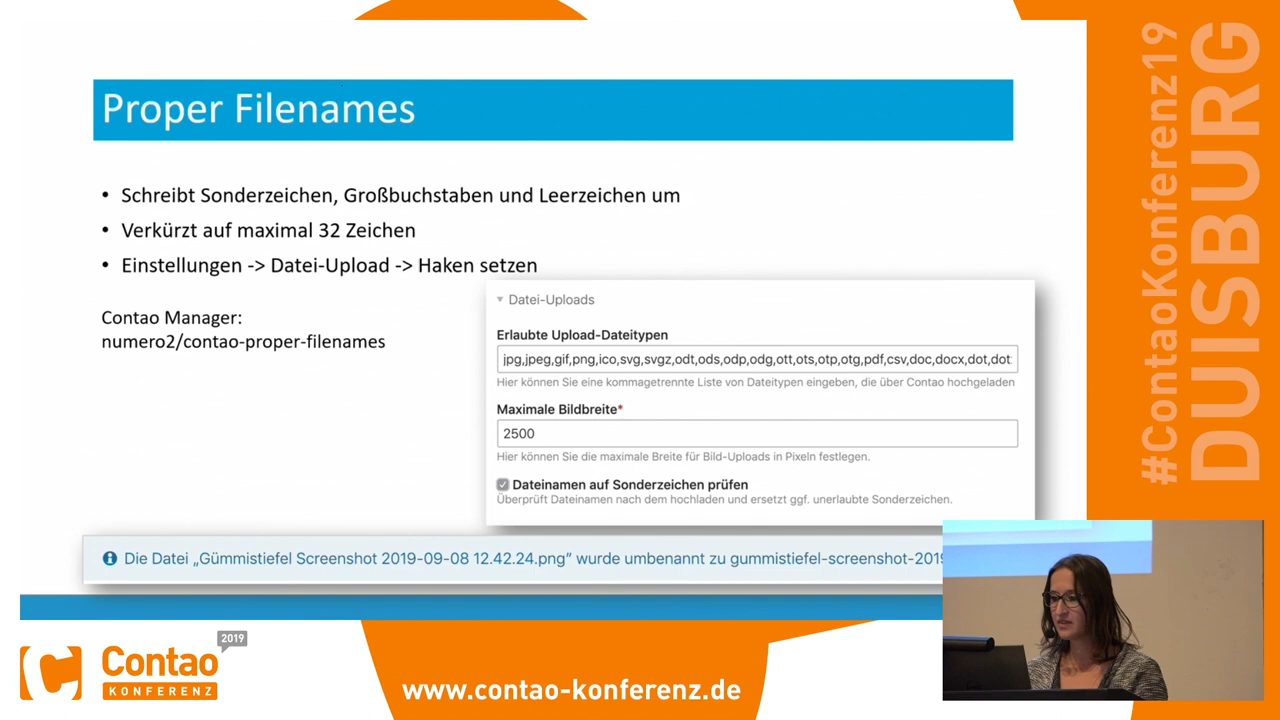 Proper Filenames
• Schreibt Sonderzeichen, Großbuchstaben und Leerzeichen um
• Verkürzt auf maximal 32 Zeichen
• Einstellungen -> Datei-Upload -> Haken setzen
Contao Manager:
numero2/contao-proper-filenames
Datei-Uploads
Erlaubte Upload-Dateitypen
jpg,jpeg,gif,png,ico,svg,svgz,odt,ods,odp,odg,ott,ots,otp,otg,pdf,csv,doc,docx,dot,dot
Hier können Sie eine kommagetrennte Liste von Dateitypen eingeben, die über Contao hochgeladen
Maximale Bildbreite*
2500
Hier können Sie die maximale Breite für Bild-Uploads in Pixeln festlegen.
Dateinamen auf Sonderzeichen prüfen
Überprüft Dateinamen nach dem hochladen und ersetzt ggf. unerlaubte Sonderzeichen.
Die Datei „Gümmistiefel Screenshot 2019-09-08 12.42.24.png“ wurde umbenannt zu gummistiefel-screenshot-2019
#ContaoKonferenz19
DUISBURG
Contao
2019
KONFERENZ
www.contao-konferenz.de